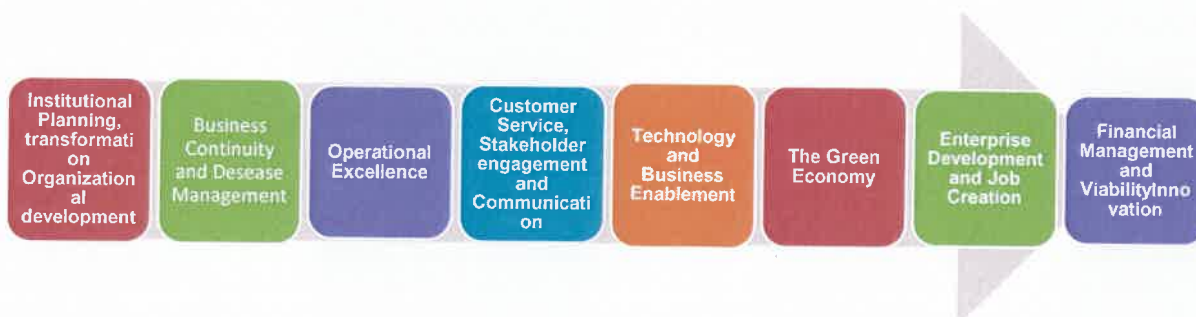 Institutional
Planning,
transformati
on
Organization
al
development
Business
Continuity
and Desease
Management
Operational
Excellence
Customer
Service,
Stakeholder
engagement
and
Communicati
on
Technology
and
Business
Enablement
The Green
Economy
Enterprise
Development
and Job
Creation
Financial
Management
and
ViabilityInno
vation